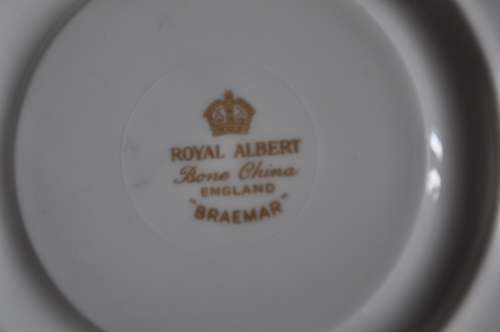 ROYAL ALBERT
Bone China
ENGLAND
"BRAEMAR"